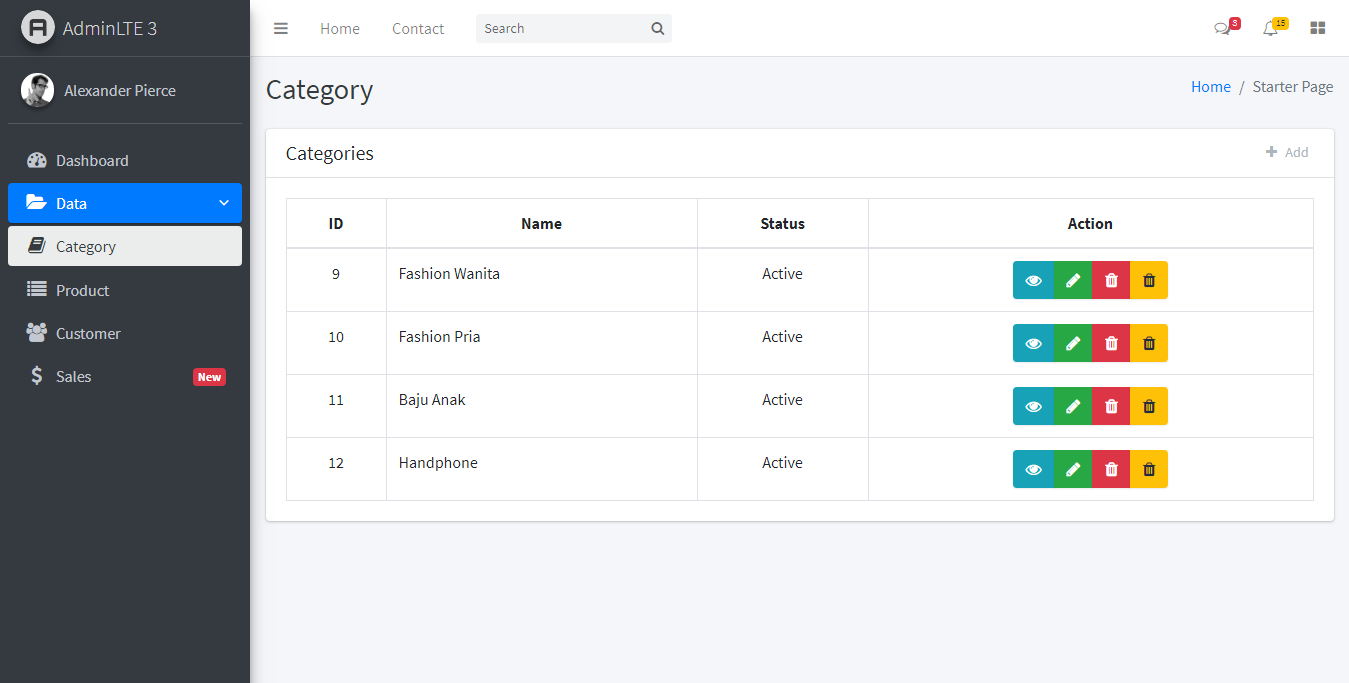 AdminLTE 3
Home Contact Search 3 15
Alexander Pierce
Dashboard
Data
Category
Product
Customer
Sales New
Category
Home / Starter Page
Categories
Add
ID Name Status Action
9 Fashion Wanita Active
10 Fashion Pria Active
11 Baju Anak Active
12 Handphone Active